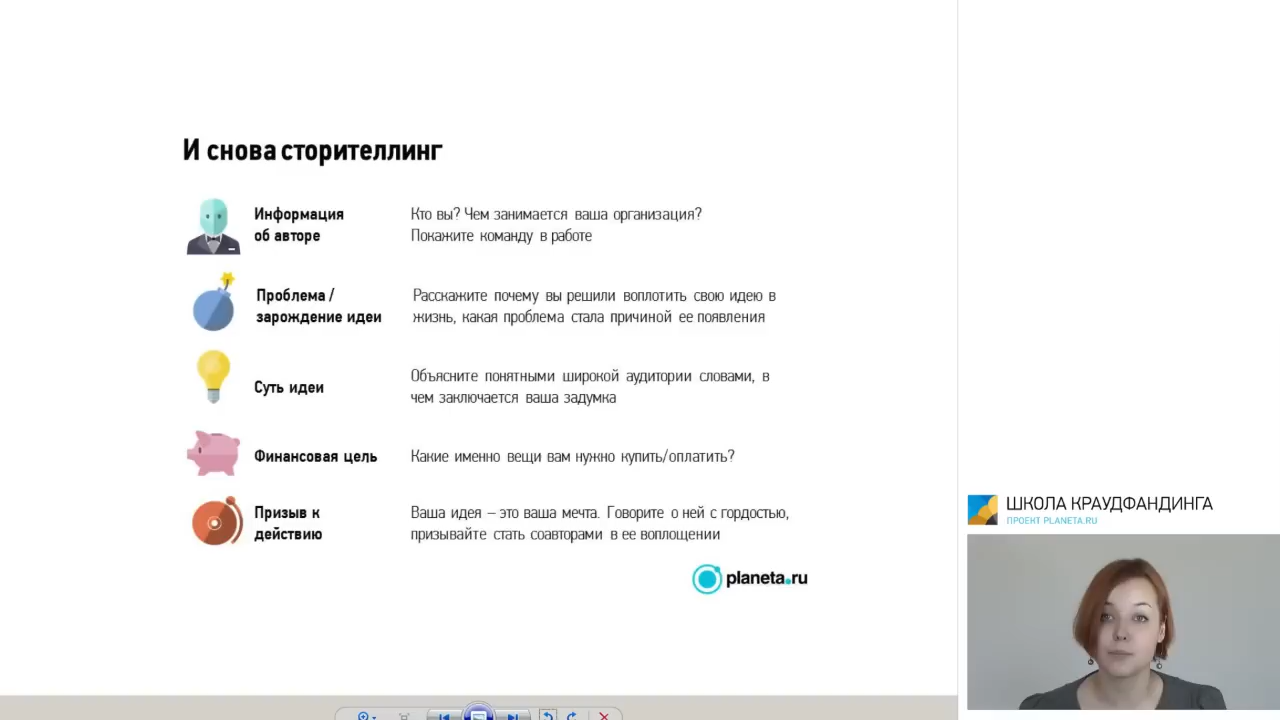 И снова сторителлинг
Информация
об авторе
Кто вы? Чем занимается ваша организация?
Покажите команду в работе
Проблема /
зарождение идеи
Расскажите почему вы решили воплотить свою идею в
жизнь, какая проблема стала причиной ее появления
Суть идеи
Объясните понятными широкой аудитории словами, в
чем заключается ваша задумка
Финансовая цель
Какие именно вещи вам нужно купить/оплатить?
Призыв к
действию
Ваша идея – это ваша мечта. Говорите о ней с гордостью,
призывайте стать соавторами в ее воплощении
planeta.ru
ШКОЛА КРАУДФАНДИНГА
ПРОЕКТ PLANETA.RU